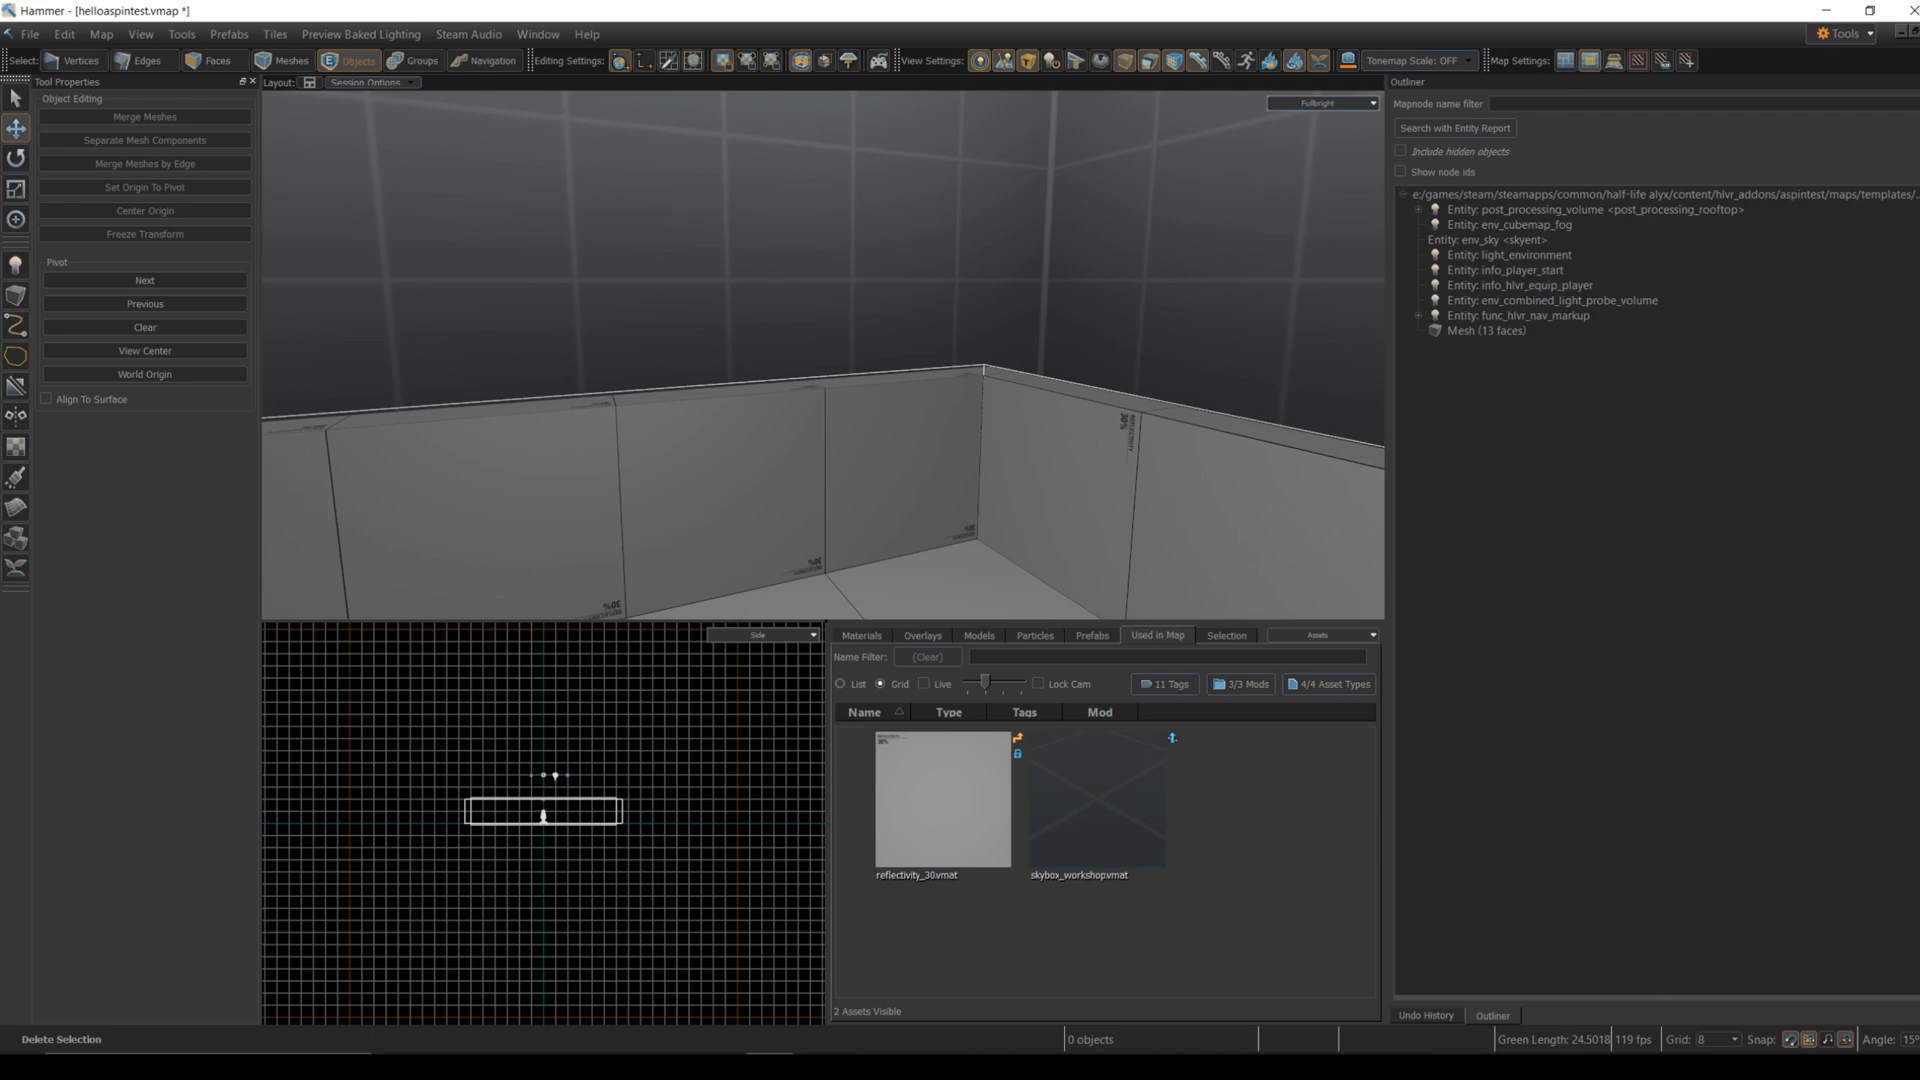 Hammer - [helloaspintest.vmap *]
File Edit Map View Tools Prefabs Tiles Preview Baked Lighting Steam Audio Window Help
Tools
Select: Vertices Edges Faces Meshes Objects Groups Navigation Editing Settings: View Settings: Tonemap Scale: OFF Map Settings:
Tool Properties
Layout: Session Options
Outliner
Object Editing
Merge Meshes
Separate Mesh Components
Merge Meshes by Edge
Set Origin To Pivot
Center Origin
Freeze Transform
Pivot
Next
Previous
Clear
View Center
World Origin
Align To Surface
Fullbright
30%
REFLECTIVITY
30%
30%
30%
REFLECTIVITY
Side
Materials Overlays Models Particles Prefabs Used in Map Selection Assets
Name Filter: (Clear)
List Grid Live Lock Cam 11 Tags 3/3 Mods 4/4 Asset Types
Name Type Tags Mod
30%
reflectivity_30.vmat skybox_workshop.vmat
2 Assets Visible
Mapnode name filter
Search with Entity Report
Include hidden objects
Show node ids
e:/games/steam/steamapps/common/half-life alyx/content/hlvr_addons/aspintest/maps/templates/...
Entity: post_processing_volume <post_processing_rooftop>
Entity: env_cubemap_fog
Entity: env_sky <skyent>
Entity: light_environment
Entity: info_player_start
Entity: info_hlvr_equip_player
Entity: env_combined_light_probe_volume
Entity: func_hlvr_nav_markup
Mesh (13 faces)
Undo History Outliner
Delete Selection
0 objects
Green Length: 24.5018 119 fps Grid: 8 Snap: Angle: 15°